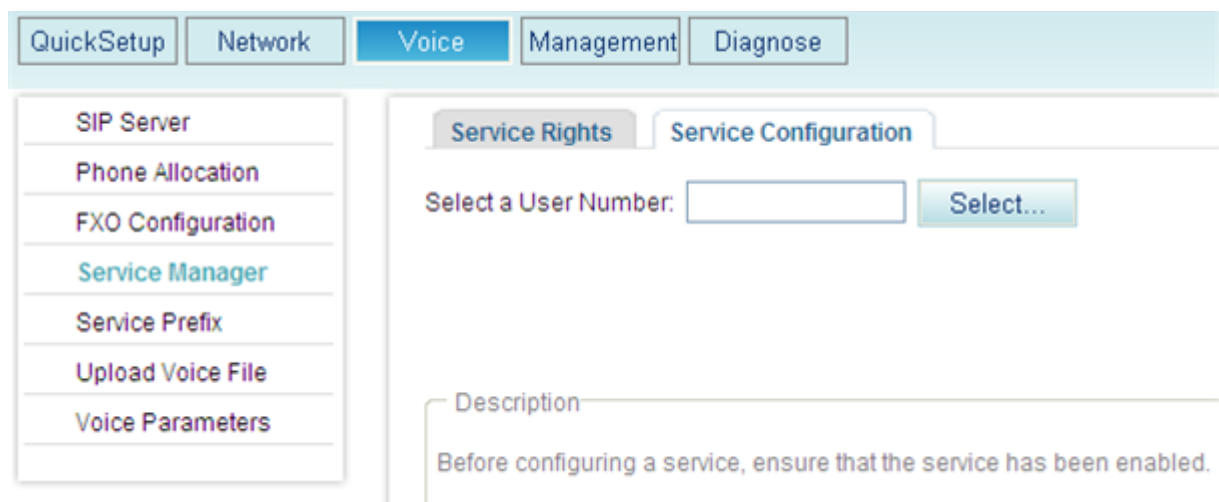 QuickSetup Network Voice Management Diagnose
SIP Server
Phone Allocation
FXO Configuration
Service Manager
Service Prefix
Upload Voice File
Voice Parameters
Service Rights Service Configuration
Select a User Number: Select...
Description
Before configuring a service, ensure that the service has been enabled.